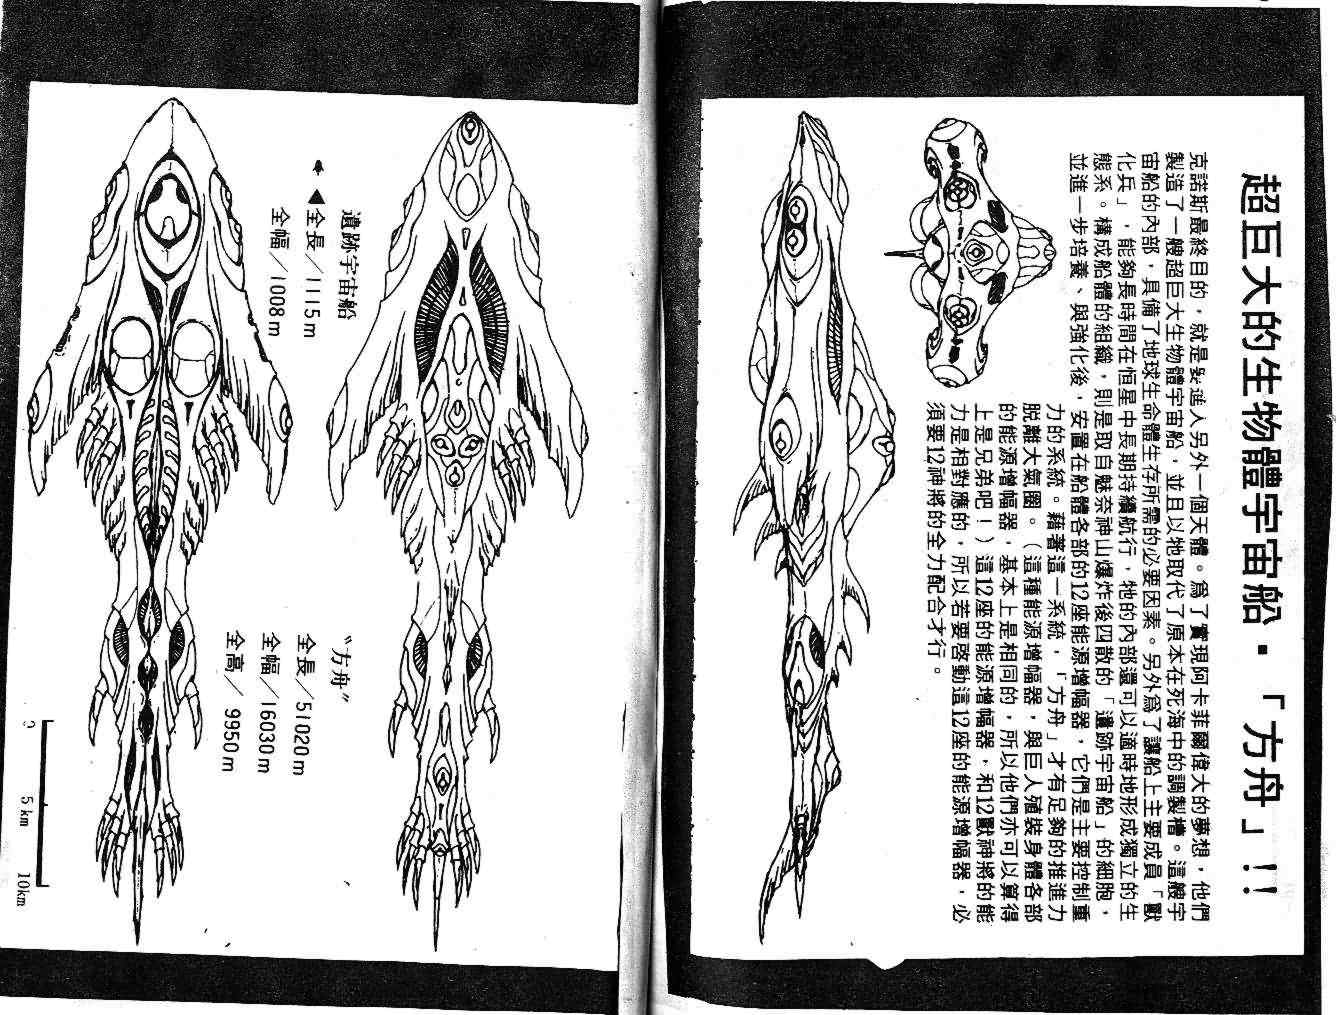 超巨大的生物體宇宙船·「方舟」!!
克諾斯最終目的，就是邁進入另外一個天體。為了實現阿卡菲爾偉大的夢想，他們
製造了一艘超巨大生物體宇宙船，並且以牠取代了原本在死海中的調製槽。這艘宇
宙船的內部，具備了地球生命體生存所需的必要因素。另外為了讓船上主要成員「獸
化兵」，能夠長時間在恒星中長期持續航行，牠的內部還可以適時地形成獨立的生
態系。構成船體的組織，則是取自魅奈神山爆炸後四散的「遺跡宇宙船」的細胞，
並進一步培養、與強化後，安置在船體各部的12座能源增幅器，它們是主要控制重
力的系統。藉著這一系統，「方舟」才有足夠的推進力
脫離大氣圈。（這種能源增幅器，與巨人殖裝身體各部
的能源增幅器，基本上是相同的，所以他們亦可以算得
上是兄弟吧！）這12座的能源增幅器，和12獸神將的能
力是相對應的，所以若要啓動這12座的能源增幅器，必
須要12神將的全力配合才行。
遺跡宇宙船
◀全長／1115m
全幅／1008m
〝方舟〞
全長／51020m
全幅／16030m
全高／9950m
0 5km 10km